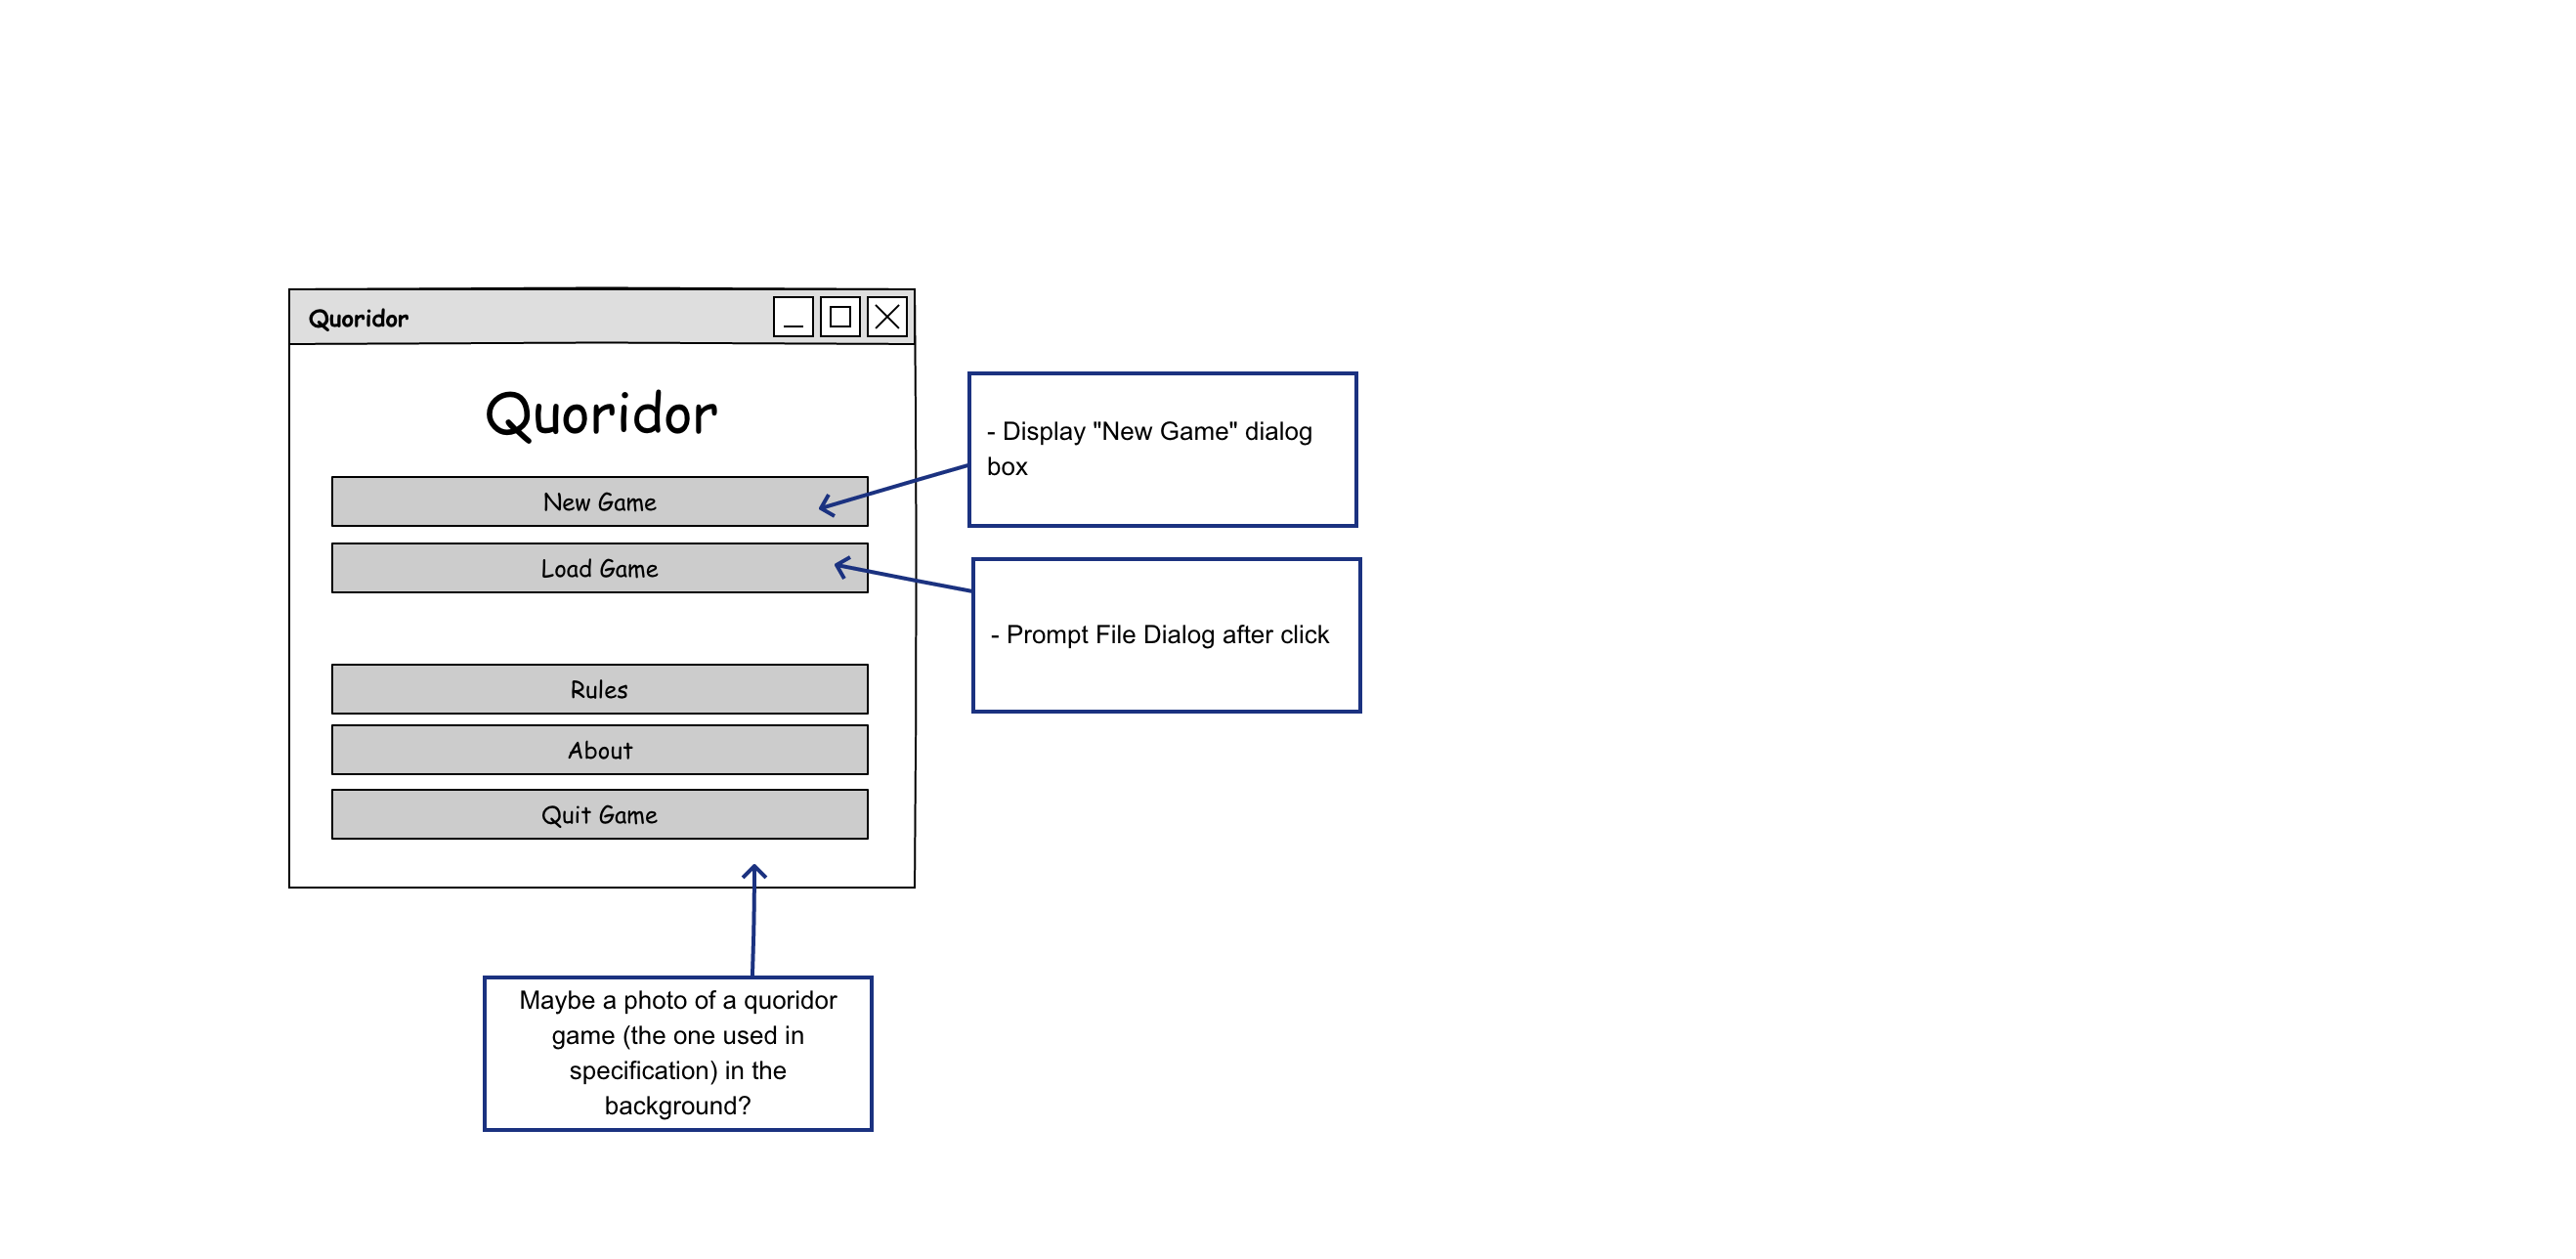 Quoridor
Quoridor
New Game
Load Game
Rules
About
Quit Game
- Display "New Game" dialog
box
- Prompt File Dialog after click
Maybe a photo of a quoridor
game (the one used in
specification) in the
background?